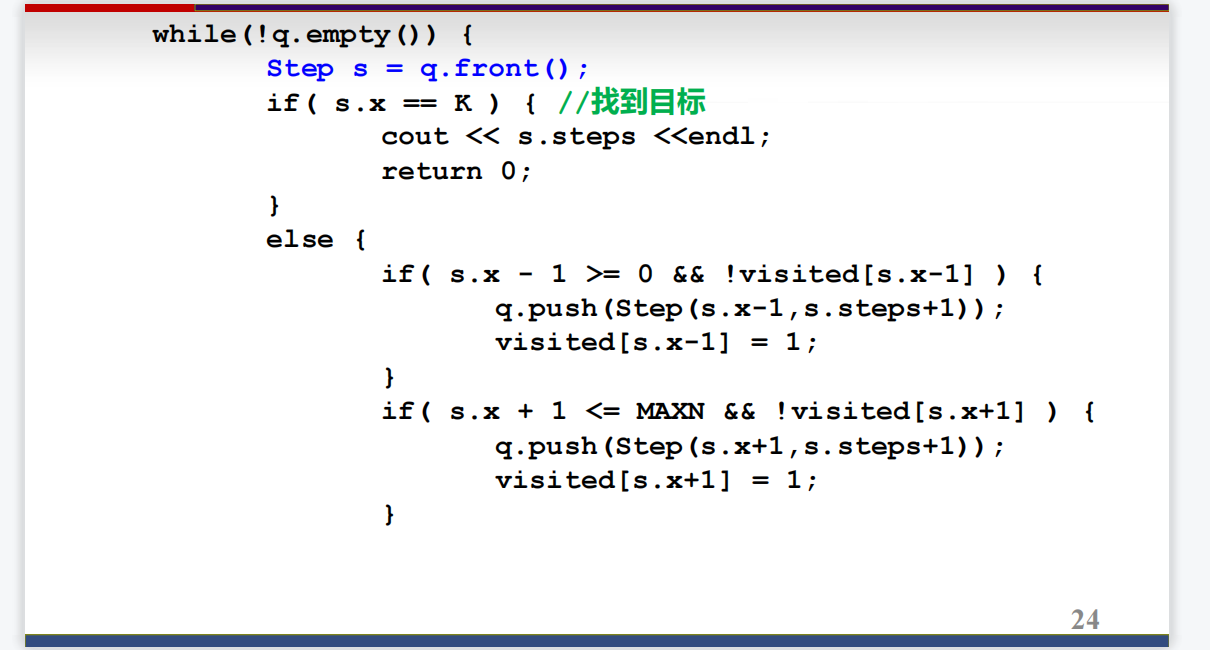 while(!q.empty()) {
Step s = q.front();
if( s.x == K ) { //找到目标
cout << s.steps <<endl;
return 0;
}
else {
if( s.x - 1 >= 0 && !visited[s.x-1] ) {
q.push(Step(s.x-1,s.steps+1));
visited[s.x-1] = 1;
}
if( s.x + 1 <= MAXN && !visited[s.x+1] ) {
q.push(Step(s.x+1,s.steps+1));
visited[s.x+1] = 1;
}
24